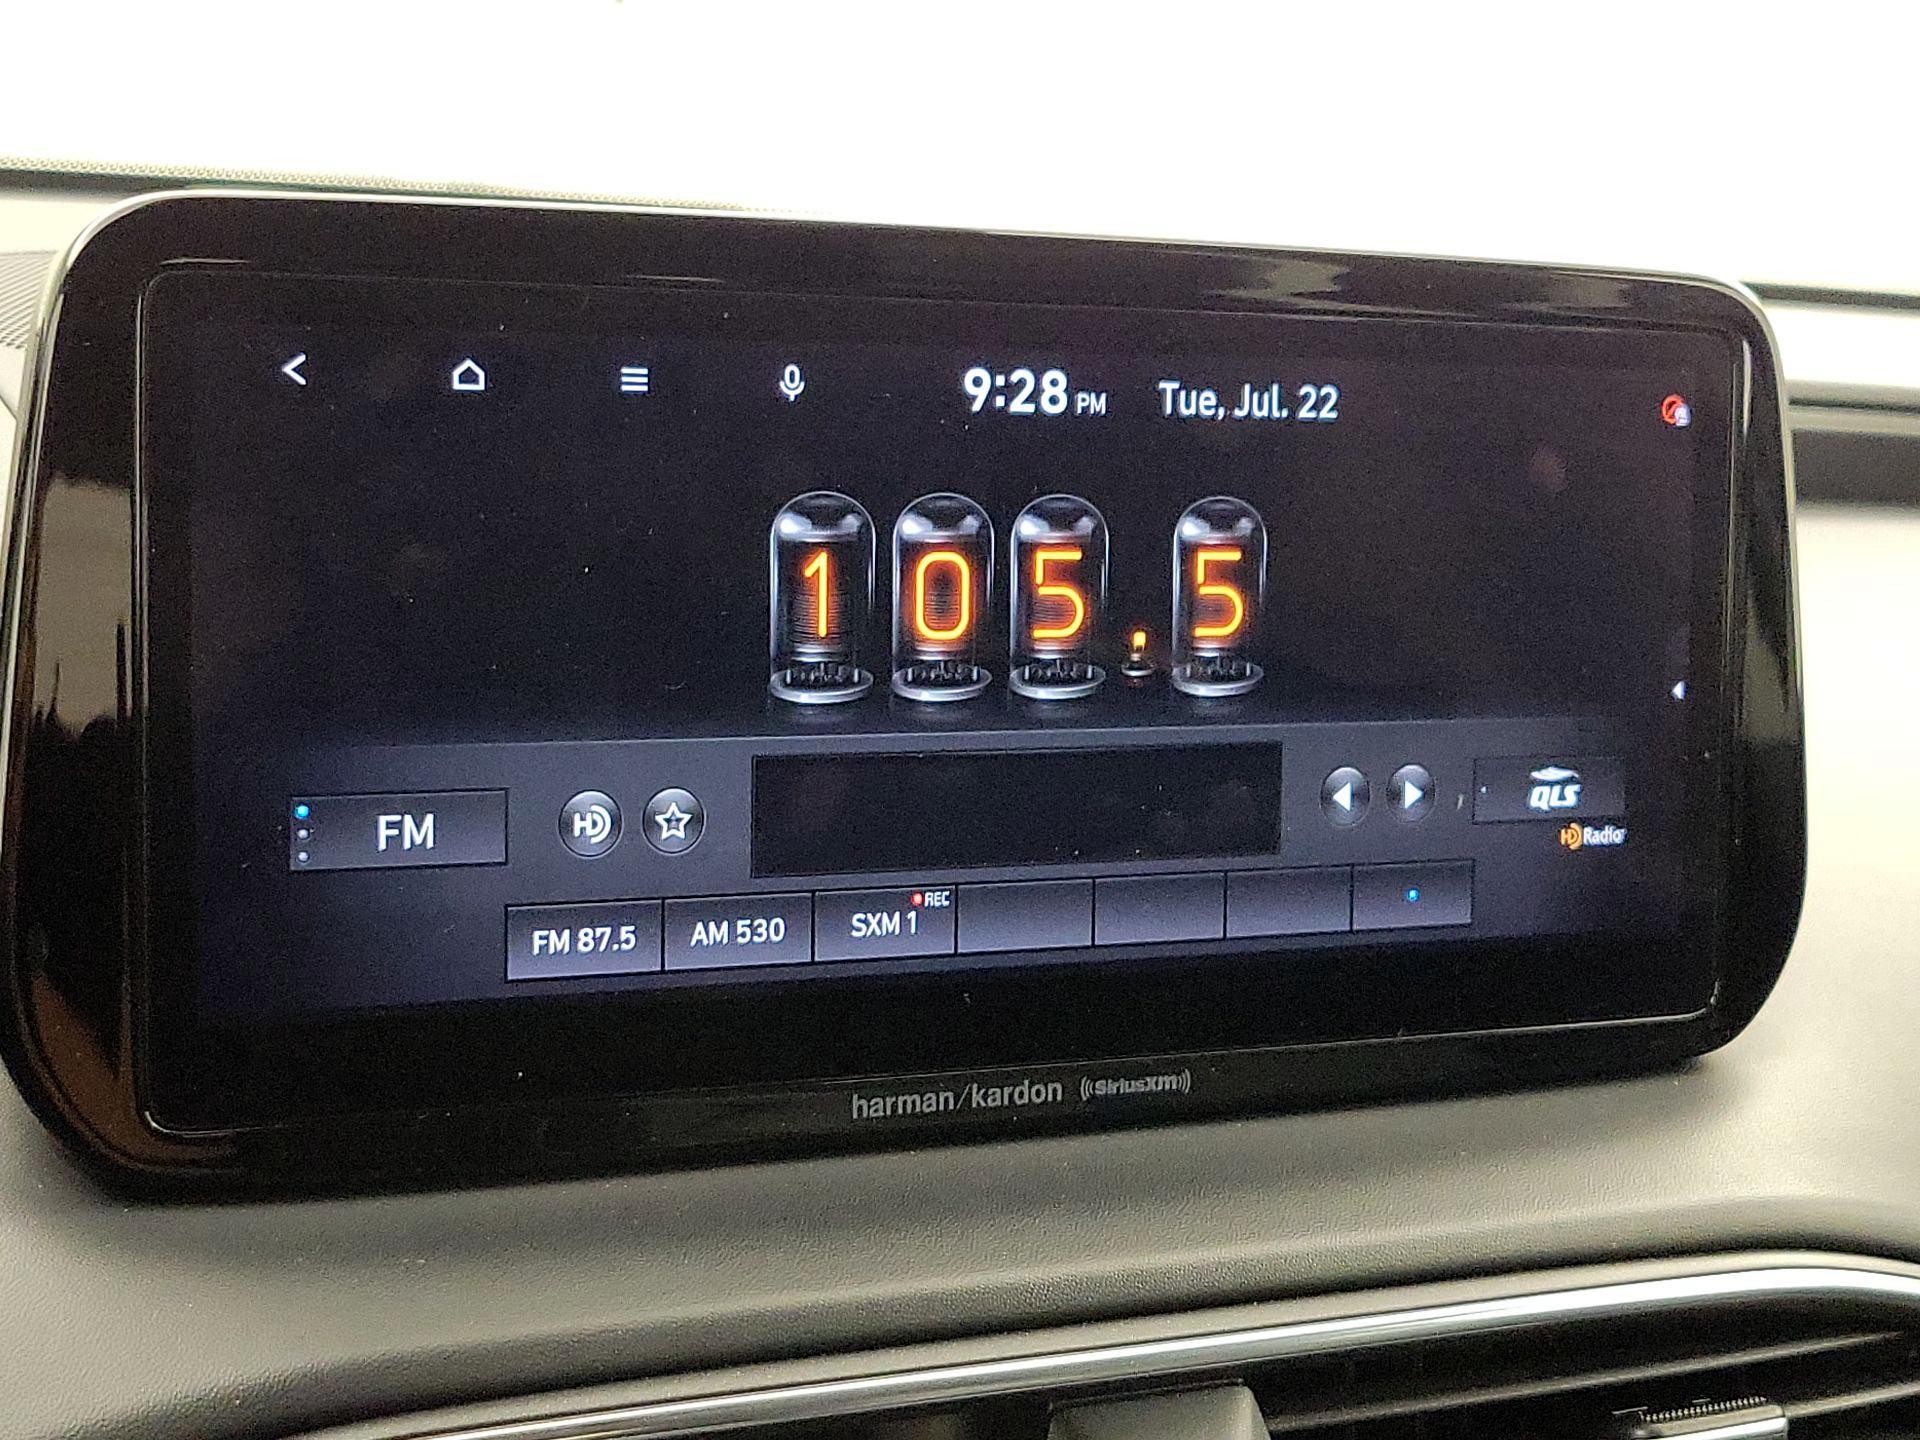 9:28 PM Tue, Jul. 22
105.5
FM HD QLS
HD Radio
FM 87.5 AM 530 SXM 1 REC
harman/kardon ((SiriusXM))